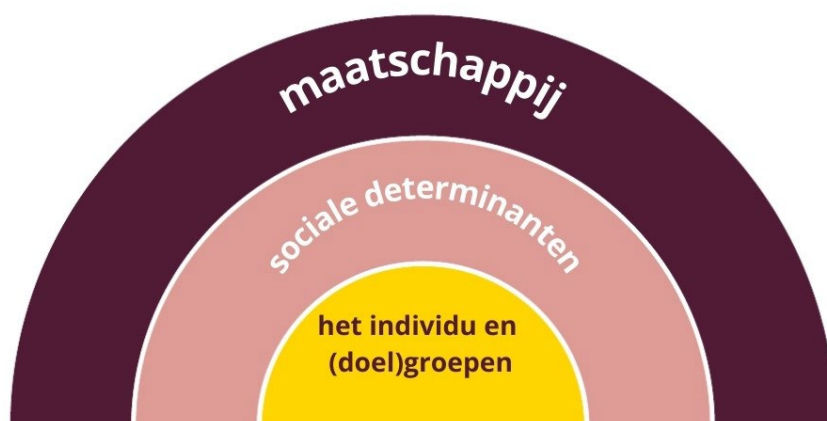 maatschappij
sociale determinanten
het individu en
(doel)groepen